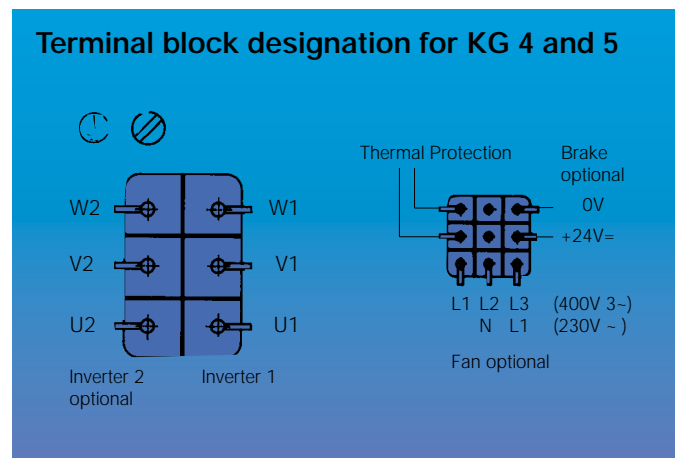 Terminal block designation for KG 4 and 5
Thermal Protection
Brake
optional
W2
W1
0V
+24V=
V2
V1
L1 L2 L3 (400V 3~)
N L1 (230V ~ )
U2
U1
Fan optional
Inverter 2
optional
Inverter 1